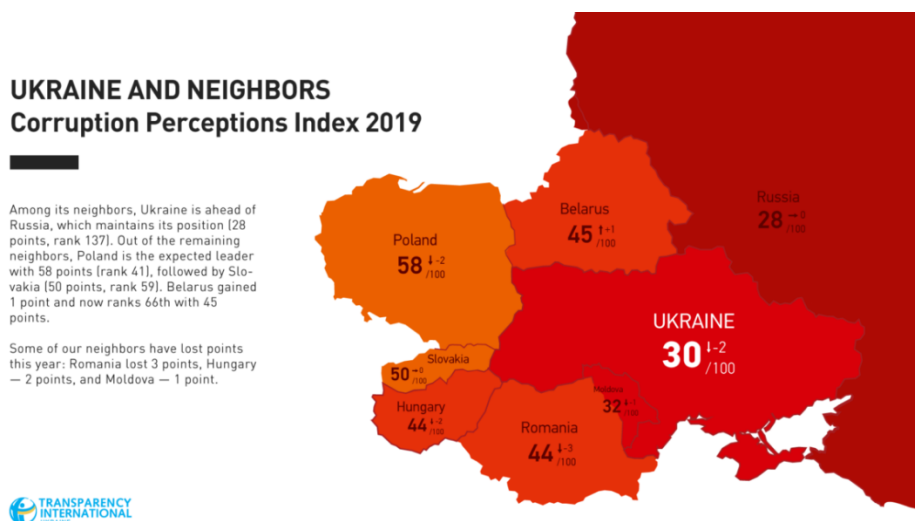 UKRAINE AND NEIGHBORS
Corruption Perceptions Index 2019
Among its neighbors, Ukraine is ahead of
Russia, which maintains its position (28
points, rank 137). Out of the remaining
neighbors, Poland is the expected leader
with 58 points (rank 41), followed by Slo-
vakia (50 points, rank 59). Belarus gained
1 point and now ranks 66th with 45
points.
Some of our neighbors have lost points
this year: Romania lost 3 points, Hungary
— 2 points, and Moldova — 1 point.
Russia
28 →0 /100
Belarus
45 ↑+1 /100
Poland
58 ↓-2 /100
UKRAINE
30 ↓-2 /100
Slovakia
50 →0 /100
Moldova
32 ↓-1 /100
Hungary
44 ↓-2 /100
Romania
44 ↓-3 /100
TRANSPARENCY
INTERNATIONAL